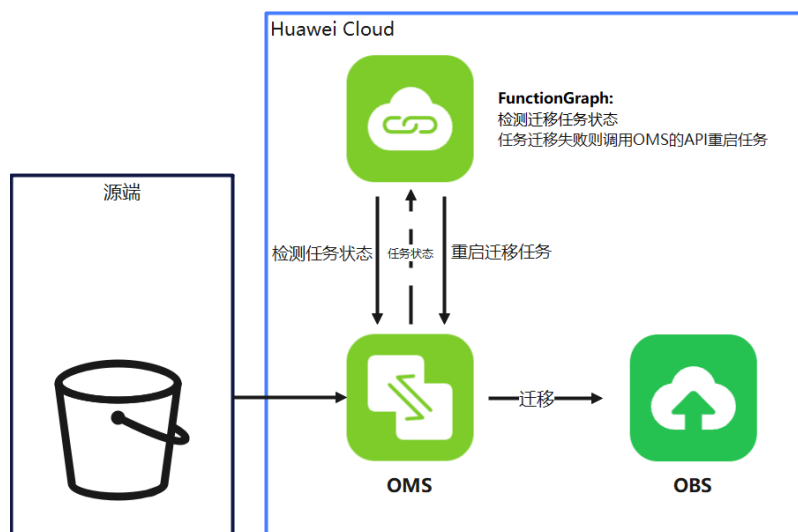 Huawei Cloud
FunctionGraph:
检测迁移任务状态
任务迁移失败则调用OMS的API重启任务
源端
检测任务状态
任务状态
重启迁移任务
迁移
OMS
OBS